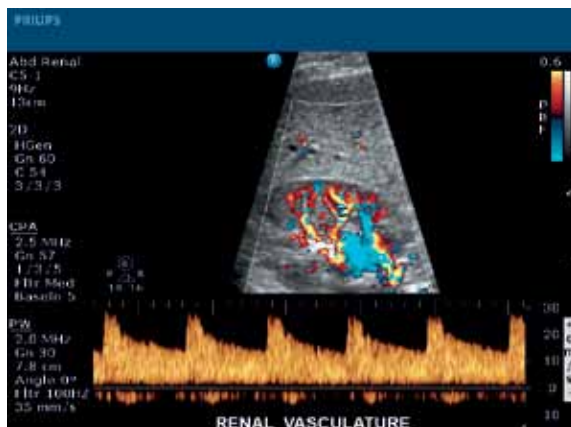 PHILIPS
Abd Renal
C5-1
9Hz
13cm
2D
HGen
Gn 60
C 54
3/3/3
CPA
2.5 MHz
Gn 57
1/3/5
Fltr Med
Baseln 5
PW
2.0 MHz
Gn 30
7.8 cm
Angle 0°
Fltr 100Hz
35 mm/s
0.6
30
20
10
0
10
RENAL VASCULATURE